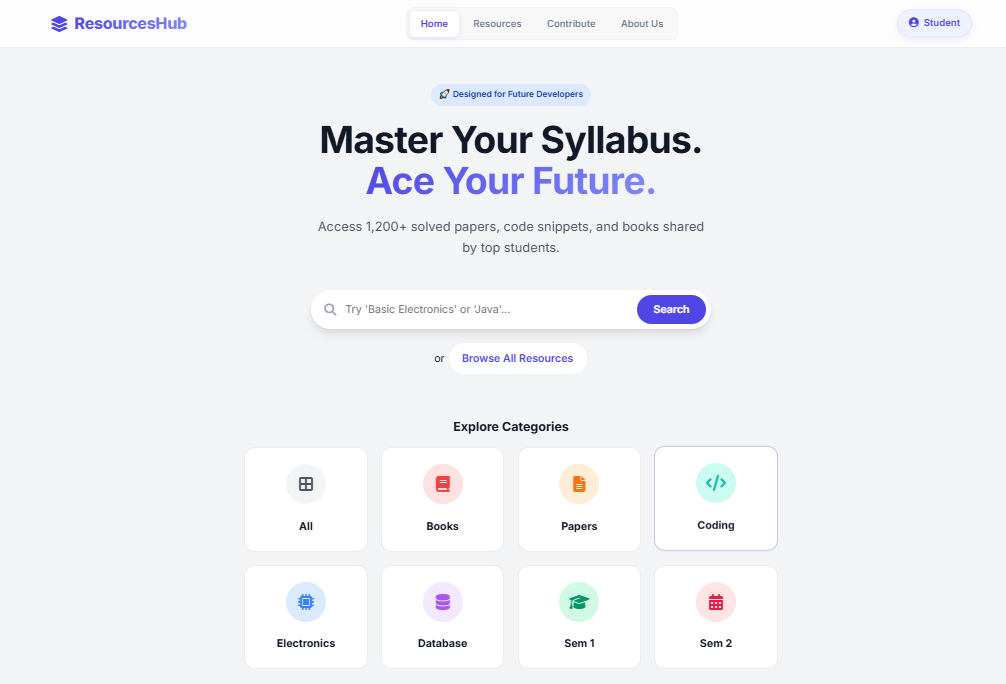 ResourcesHub
Home
Resources
Contribute
About Us
Student
Designed for Future Developers
Master Your Syllabus.
Ace Your Future.
Access 1,200+ solved papers, code snippets, and books shared
by top students.
Try 'Basic Electronics' or 'Java'...
Search
or
Browse All Resources
Explore Categories
All
Books
Papers
Coding
Electronics
Database
Sem 1
Sem 2